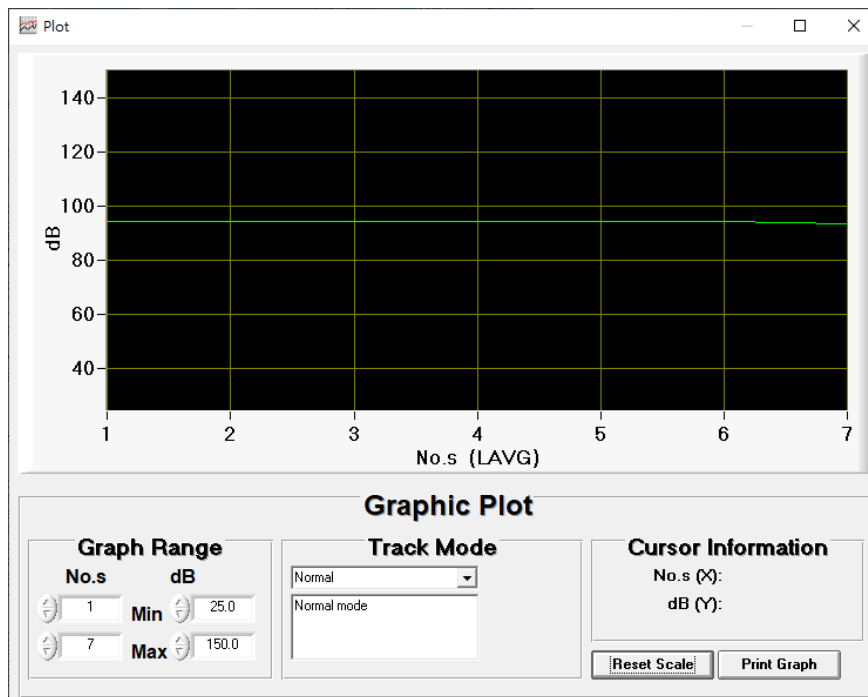 Plot
140
120
100
80
60
40
dB
1 2 3 4 5 6 7
No.s (LAVG)
Graphic Plot
Graph Range
No.s dB
1 Min 25.0
7 Max 150.0
Track Mode
Normal
Normal mode
Cursor Information
No.s (X):
dB (Y):
Reset Scale Print Graph